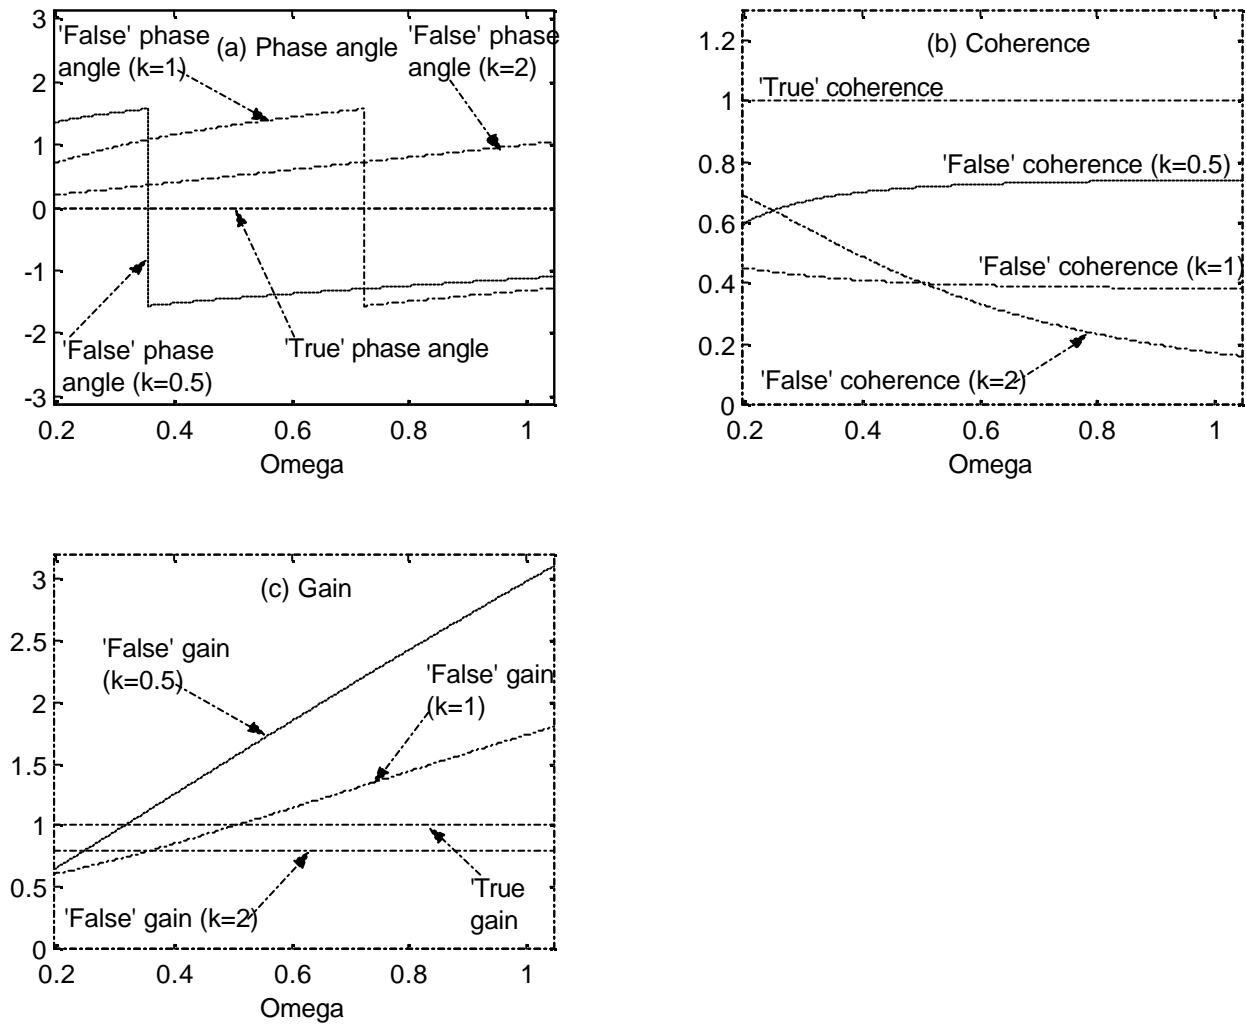 (a) Phase angle
'False' phase
angle (k=1)
'False' phase
angle (k=2)
'False' phase
angle (k=0.5)
'True' phase angle
3
2
1
0
-1
-2
-3
0.2 0.4 0.6 0.8 1
Omega
(b) Coherence
'True' coherence
'False' coherence (k=0.5)
'False' coherence (k=1)
'False' coherence (k=2)
1.2
1
0.8
0.6
0.4
0.2
0
0.2 0.4 0.6 0.8 1
Omega
(c) Gain
'False' gain
(k=0.5)
'False' gain
(k=1)
'True
gain
'False' gain (k=2)
3
2.5
2
1.5
1
0.5
0
0.2 0.4 0.6 0.8 1
Omega